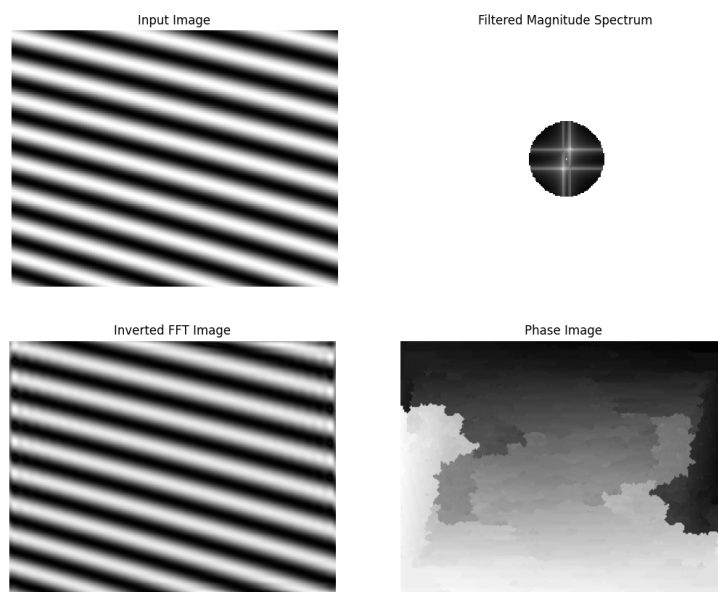 Input Image
Filtered Magnitude Spectrum
Inverted FFT Image
Phase Image